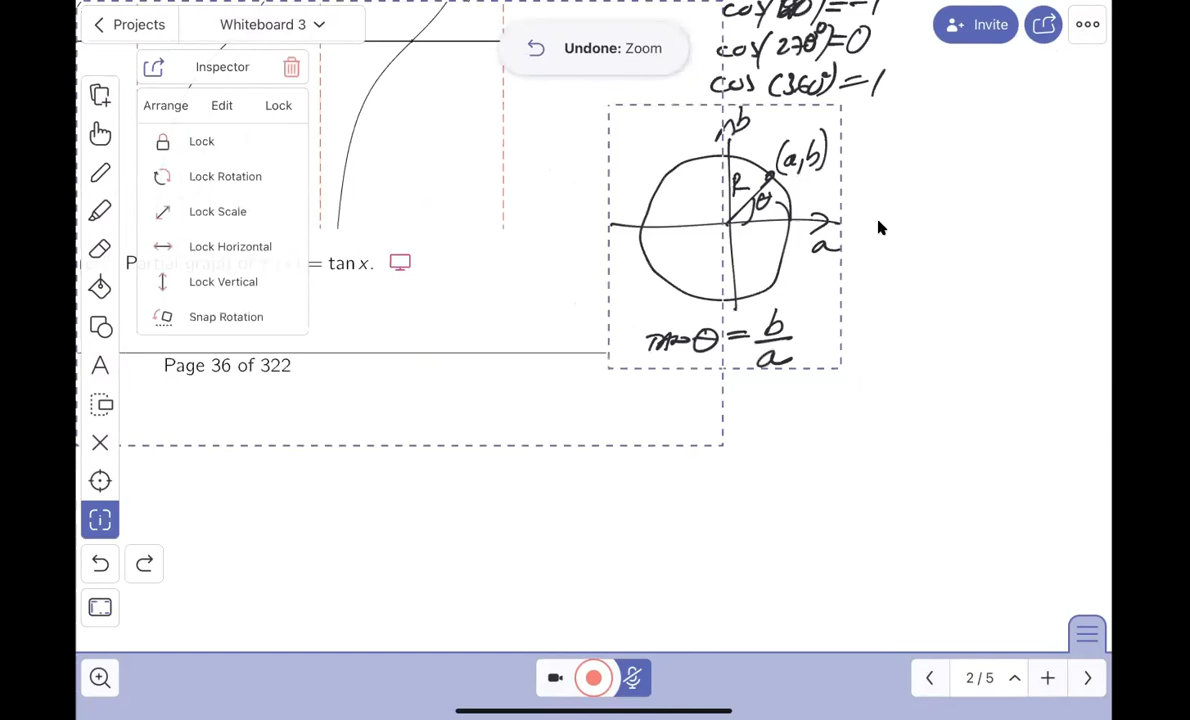 Projects
Whiteboard 3
Undone: Zoom
Invite
Inspector
Arrange Edit Lock
Lock
Lock Rotation
Lock Scale
Lock Horizontal
Lock Vertical
Snap Rotation
= tan x.
Page 36 of 322
cos(270°)=0
cos(360°)=1
b
(a,b)
R
θ
a
tan θ = b/a
2 / 5